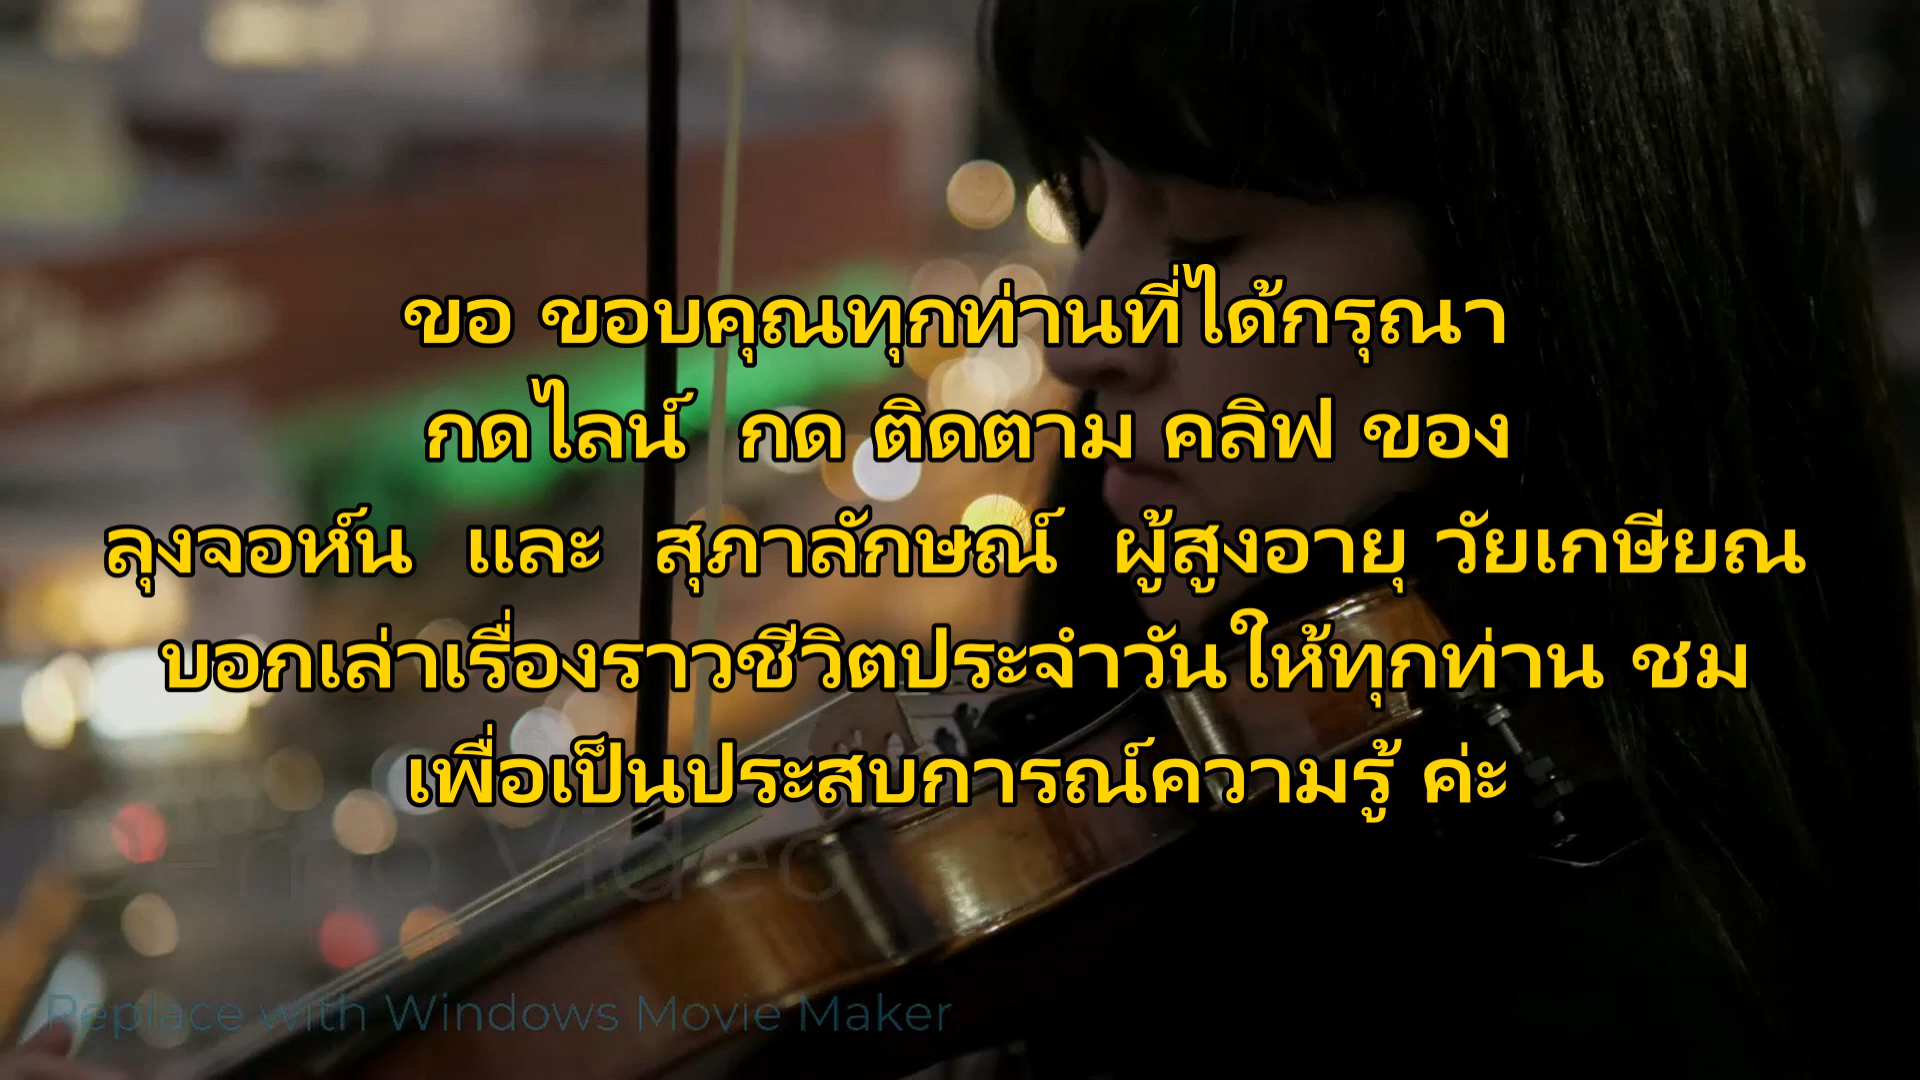 ขอ ขอบคุณทุกท่านที่ได้กรุณา
กดไลน์ กด ติดตาม คลิฟ ของ
ลุงจอห์น และ สุภาลักษณ์ ผู้สูงอายุ วัยเกษียณ
บอกเล่าเรื่องราวชีวิตประจำวันให้ทุกท่าน ชม
เพื่อเป็นประสบการณ์ความรู้ ค่ะ
Demo Video
Replace with Windows Movie Maker